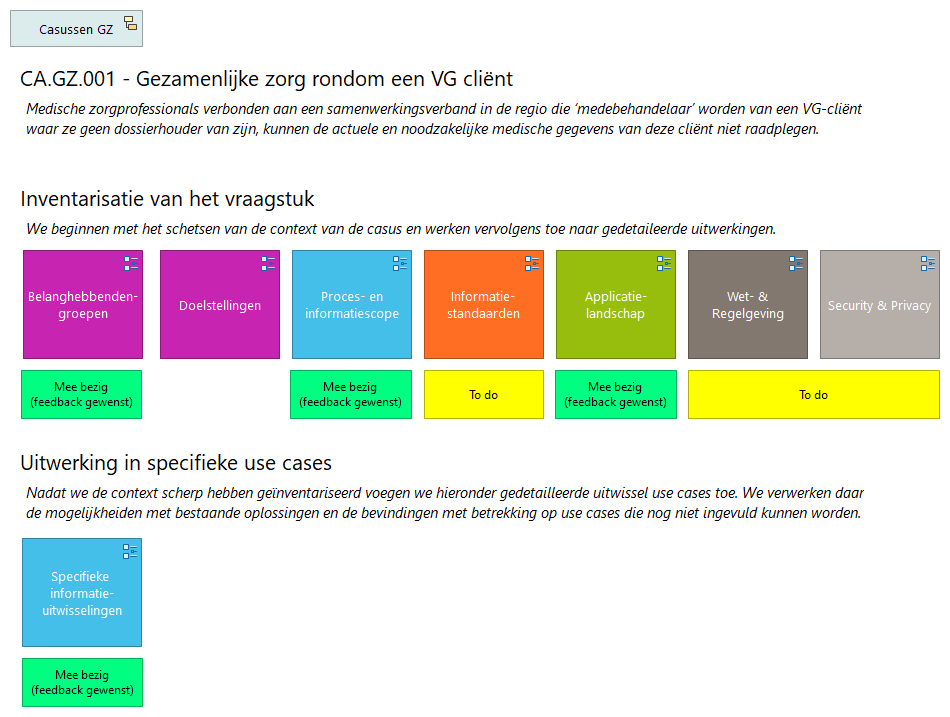 Casussen GZ
CA.GZ.001 - Gezamenlijke zorg rondom een VG cliënt
Medische zorgprofessionals verbonden aan een samenwerkingsverband in de regio die ‘medebehandelaar’ worden van een VG-cliënt
waar ze geen dossierhouder van zijn, kunnen de actuele en noodzakelijke medische gegevens van deze cliënt niet raadplegen.
Inventarisatie van het vraagstuk
We beginnen met het schetsen van de context van de casus en werken vervolgens toe naar gedetaileerde uitwerkingen.
Belanghebbenden-
groepen
Doelstellingen
Proces- en
informatiescope
Informatie-
standaarden
Applicatie-
landschap
Wet- &
Regelgeving
Security & Privacy
Mee bezig
(feedback gewenst)
Mee bezig
(feedback gewenst)
To do
Mee bezig
(feedback gewenst)
To do
Uitwerking in specifieke use cases
Nadat we de context scherp hebben geïnventariseerd voegen we hieronder gedetailleerde uitwissel use cases toe. We verwerken daar
de mogelijkheiden met bestaande oplossingen en de bevindingen met betrekking op use cases die nog niet ingevuld kunnen worden.
Specifieke
informatie-
uitwisselingen
Mee bezig
(feedback gewenst)